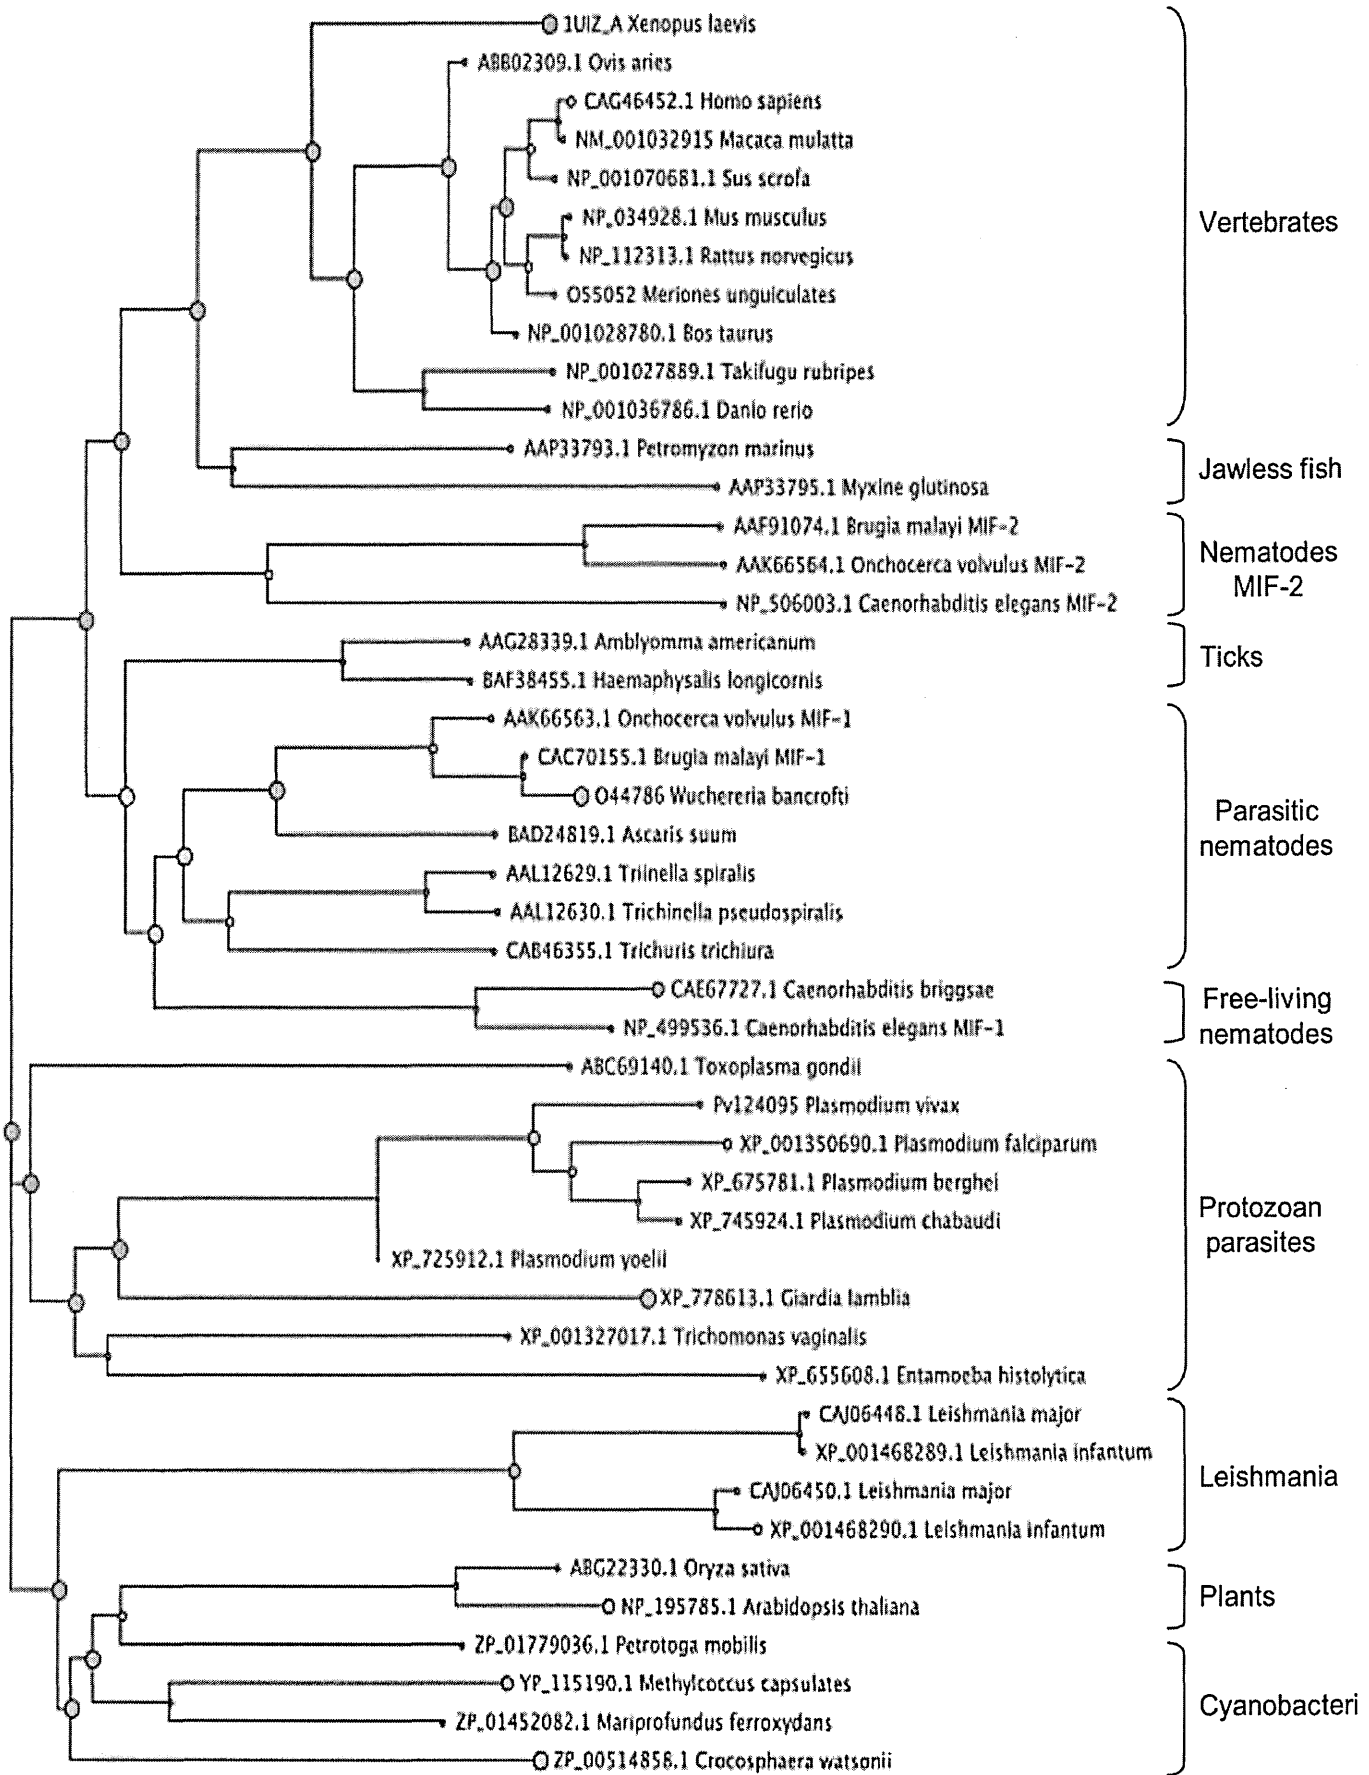 1UIZ_A Xenopus laevis
ABB02309.1 Ovis aries
CAG46452.1 Homo sapiens
NM_001032915 Macaca mulatta
NP_001070681.1 Sus scrofa
NP_034928.1 Mus musculus
NP_112313.1 Rattus norvegicus
O55052 Meriones unguiculates
NP_001028780.1 Bos taurus
NP_001027889.1 Takifugu rubripes
NP_001036786.1 Danio rerio
Vertebrates
AAP33793.1 Petromyzon marinus
AAP33795.1 Myxine glutinosa
Jawless fish
AAF91074.1 Brugia malayi MIF-2
AAK66564.1 Onchocerca volvulus MIF-2
NP_506003.1 Caenorhabditis elegans MIF-2
Nematodes
MIF-2
AAG28339.1 Amblyomma americanum
BAF38455.1 Haemaphysalis longicornis
Ticks
AAK66563.1 Onchocerca volvulus MIF-1
CAC70155.1 Brugia malayi MIF-1
O44786 Wuchereria bancrofti
BAD24819.1 Ascaris suum
AAL12629.1 Triinella spiralis
AAL12630.1 Trichinella pseudospiralis
CAB46355.1 Trichuris trichiura
Parasitic
nematodes
CAE67727.1 Caenorhabditis briggsae
NP_499536.1 Caenorhabditis elegans MIF-1
Free-living
nematodes
ABC69140.1 Toxoplasma gondii
Pv124095 Plasmodium vivax
XP_001350690.1 Plasmodium falciparum
XP_675781.1 Plasmodium berghei
XP_745924.1 Plasmodium chabaudi
XP_725912.1 Plasmodium yoelii
XP_778613.1 Giardia lamblia
XP_001327017.1 Trichomonas vaginalis
XP_655608.1 Entamoeba histolytica
Protozoan
parasites
CAJ06448.1 Leishmania major
XP_001468289.1 Leishmania infantum
CAJ06450.1 Leishmania major
XP_001468290.1 Leishmania infantum
Leishmania
ABG22330.1 Oryza sativa
NP_195785.1 Arabidopsis thaliana
Plants
ZP_01779036.1 Petrotoga mobilis
YP_115190.1 Methylcoccus capsulates
ZP_01452082.1 Mariprofundus ferroxydans
ZP_00514858.1 Crocosphaera watsonii
Cyanobacteri